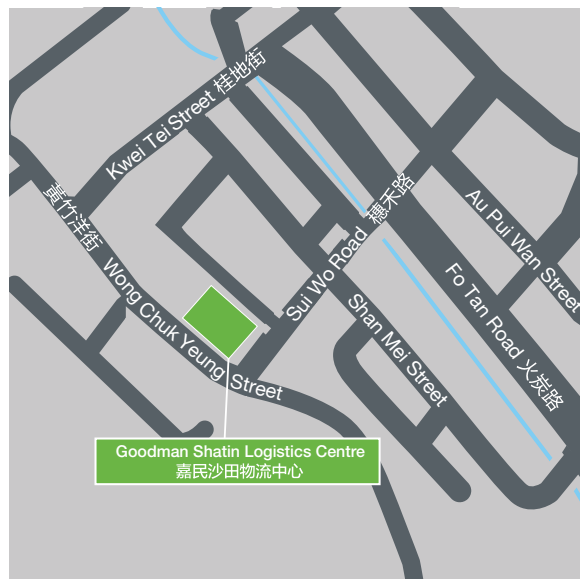 Kwei Tei Street 桂地街
黃竹洋街 Wong Chuk Yeung Street
Sui Wo Road 穗禾路
Au Pui Wan Street
Shan Mei Street
Fo Tan Road 火炭路
Goodman Shatin Logistics Centre
嘉民沙田物流中心